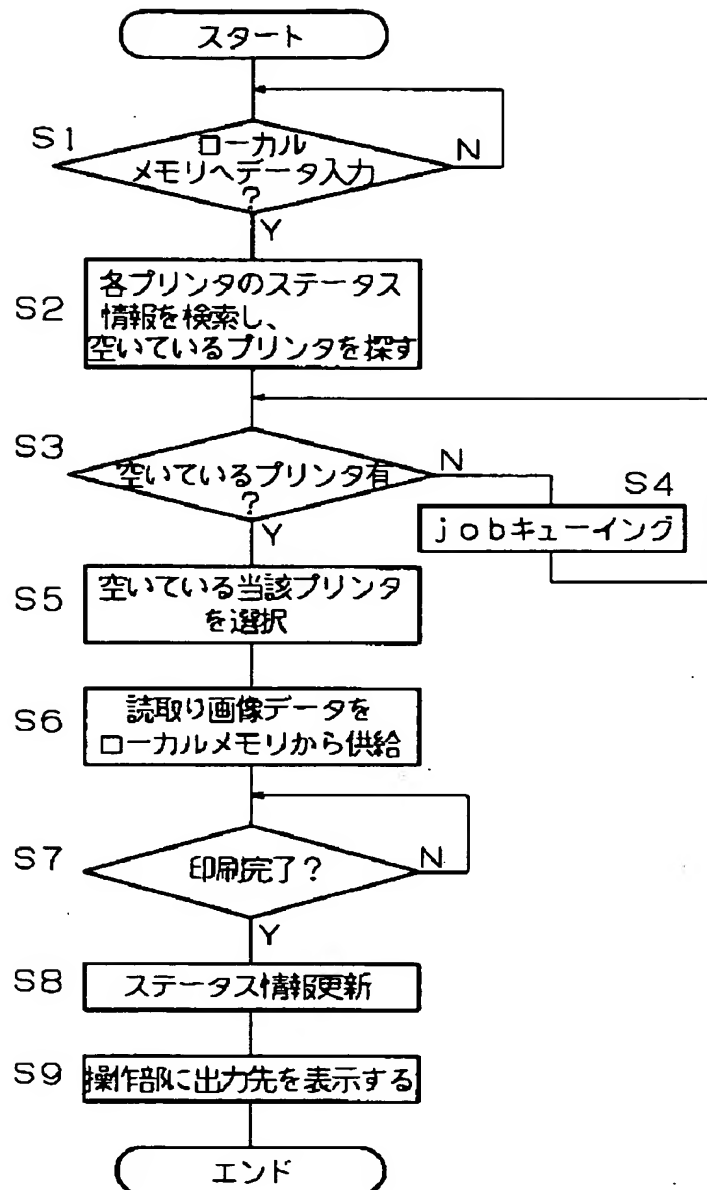 スタート
S1
ローカル
メモリへデータ入力
?
N
Y
S2
各プリンタのステータス
情報を検索し、
空いているプリンタを探す
S3
空いているプリンタ有
?
N
Y
S4
jobキューイング
S5
空いている当該プリンタ
を選択
S6
読取り画像データを
ローカルメモリから供給
S7
印刷完了?
N
Y
S8
ステータス情報更新
S9
操作部に出力先を表示する
エンド